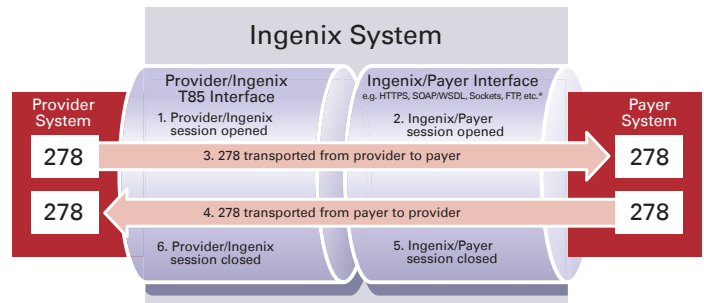 Ingenix System
Provider/Ingenix
T85 Interface
Ingenix/Payer Interface
e.g. HTTPS, SOAP/WSDL, Sockets, FTP, etc.*
Provider
System
Payer
System
1. Provider/Ingenix
session opened
2. Ingenix/Payer
session opened
278
3. 278 transported from provider to payer
278
278
4. 278 transported from payer to provider
278
6. Provider/Ingenix
session closed
5. Ingenix/Payer
session closed